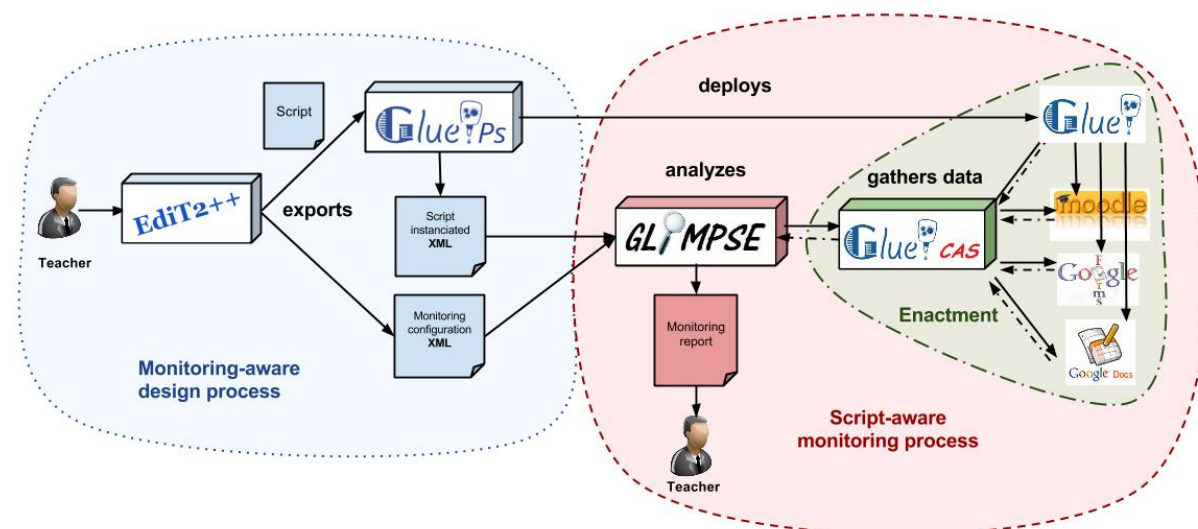 deploys
Script
Glue!Ps
Glue!
analyzes
gathers data
EdiT2++
exports
Script
instanciated
XML
GLIMPSE
Glue! CAS
moodle
Teacher
Google
Forms
Monitoring
configuration
XML
Monitoring
report
Enactment
Google Docs
Monitoring-aware
design process
Script-aware
monitoring process
Teacher